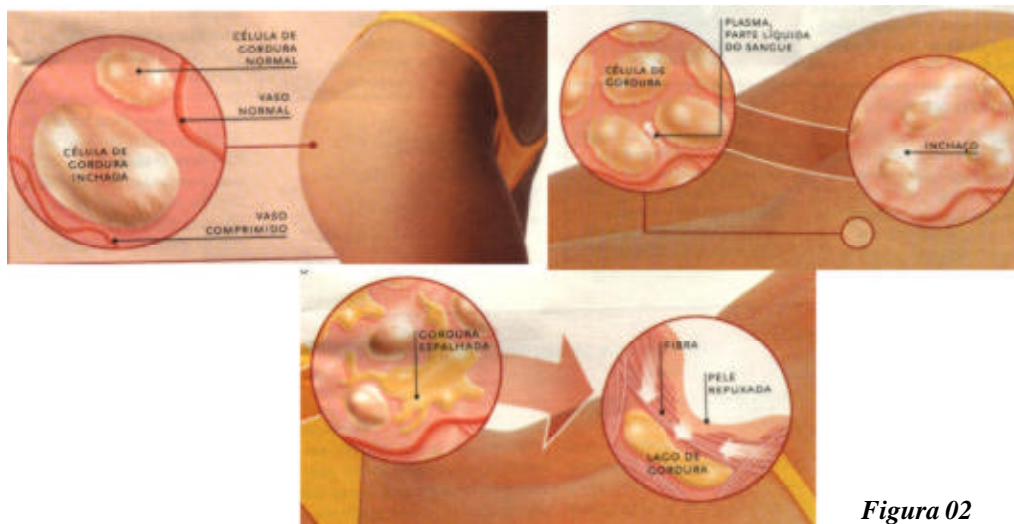 CÉLULA DE
GORDURA
NORMAL
VASO
NORMAL
CÉLULA DE
GORDURA
INCHADA
VASO
COMPRIMIDO
PLASMA,
PARTE LÍQUIDA
DO SANGUE
CÉLULA DE
GORDURA
INCHAÇO
GORDURA
ESPALHADA
FIBRA
PELE
REPUXADA
LAGO DE
GORDURA
Figura 02